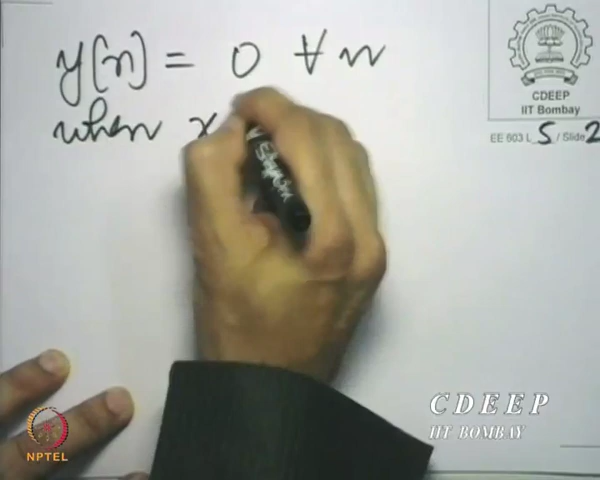 y[n] = 0 ∀ n
when x
CDEEP
IIT Bombay
EE 603 L 5 / Slide 2
CDEEP
IIT BOMBAY
NPTEL